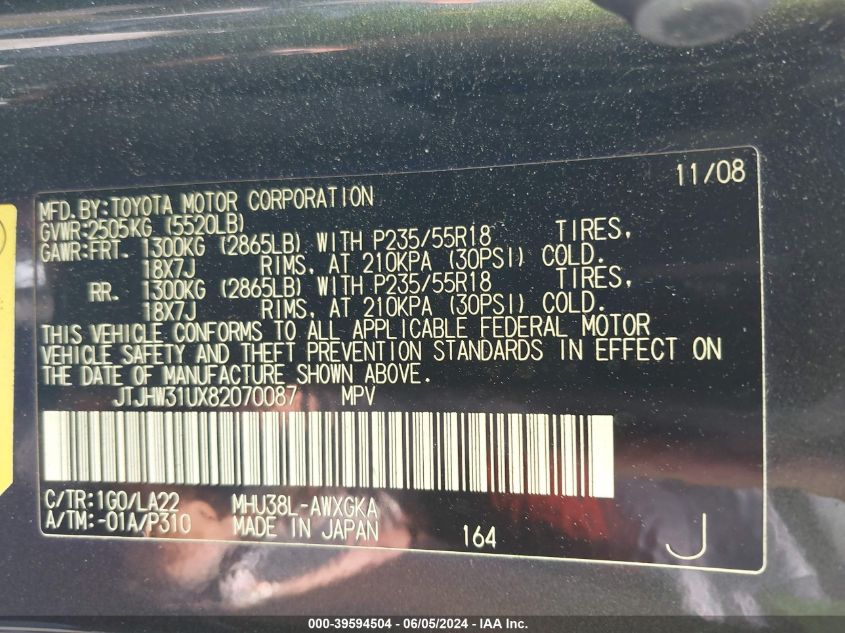 11/08
MFD. BY: TOYOTA MOTOR CORPORATION
GVWR: 2505KG (5520LB)
GAWR: FRT. 1300KG (2865LB) WITH P235/55R18 TIRES,
18X7J RIMS, AT 210KPA (30PSI) COLD.
RR. 1300KG (2865LB) WITH P235/55R18 TIRES,
18X7J RIMS, AT 210KPA (30PSI) COLD.
THIS VEHICLE CONFORMS TO ALL APPLICABLE FEDERAL MOTOR
VEHICLE SAFETY AND THEFT PREVENTION STANDARDS IN EFFECT ON
THE DATE OF MANUFACTURE SHOWN ABOVE.
JTJHW31UX82070087 MPV
C/TR: 1G0/LA22 MHU38L-AWXGKA
A/TM: -01A/P310 MADE IN JAPAN 164 J
000-39594504 - 06/05/2024 - IAA Inc.